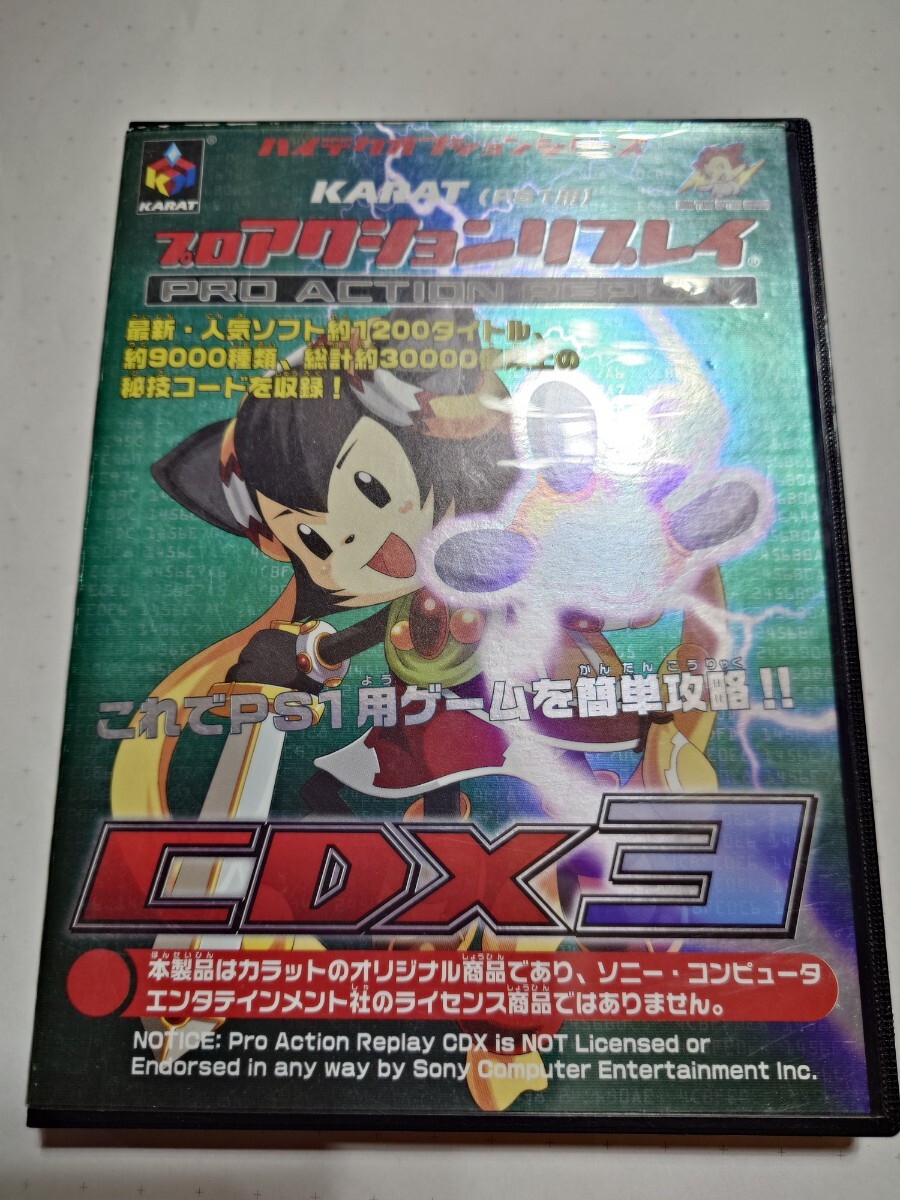 ハイテクオプションシリーズ
KARAT
KARAT (PS1用)
プロアクションリプレイ®
PRO ACTION REPLAY
最新・人気ソフト約1200タイトル、
約9000種類、総計約30000個以上の
秘技コードを収録！
これでPS1用ゲームを簡単攻略!!
CDX3
本製品はカラットのオリジナル商品であり、ソニー・コンピュータ
エンタテインメント社のライセンス商品ではありません。
NOTICE: Pro Action Replay CDX is NOT Licensed or
Endorsed in any way by Sony Computer Entertainment Inc.